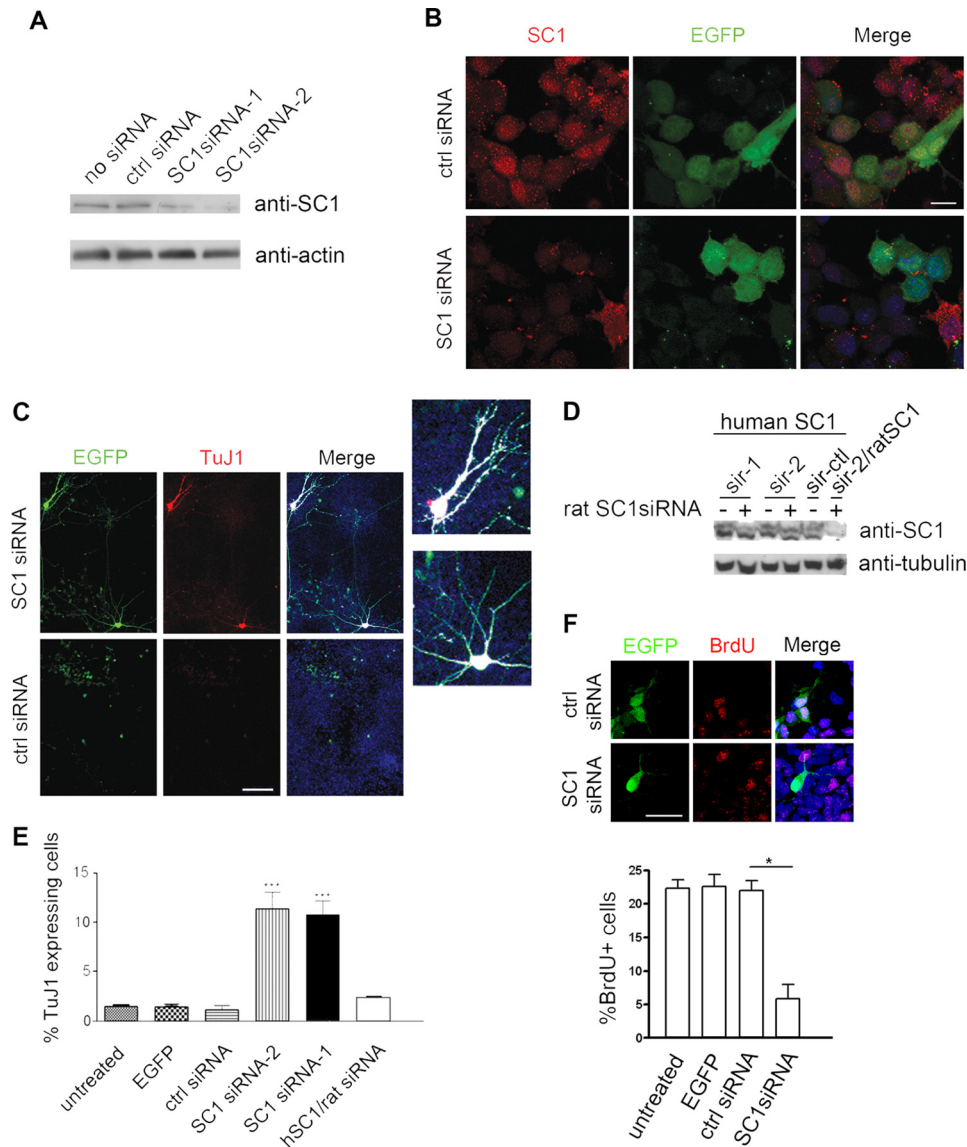 A
no siRNA
ctrl siRNA
SC1siRNA-1
SC1siRNA-2
anti-SC1
anti-actin
B
SC1 EGFP Merge
ctrl siRNA
SC1 siRNA
C
EGFP TuJ1 Merge
SC1 siRNA
ctrl siRNA
D
human SC1
sir-1
sir-2
sir-ctl
sir-2/ratSC1
rat SC1siRNA - + - + - +
anti-SC1
anti-tubulin
E
% TuJ1 expressing cells
15
10
5
0
*** ***
untreated
EGFP
ctrl siRNA
SC1 siRNA-2
SC1 siRNA-1
hSC1/rat siRNA
F
EGFP BrdU Merge
ctrl
siRNA
SC1
siRNA
%BrdU+ cells
25
20
15
10
5
0
*
untreated
EGFP
ctrl siRNA
SC1siRNA